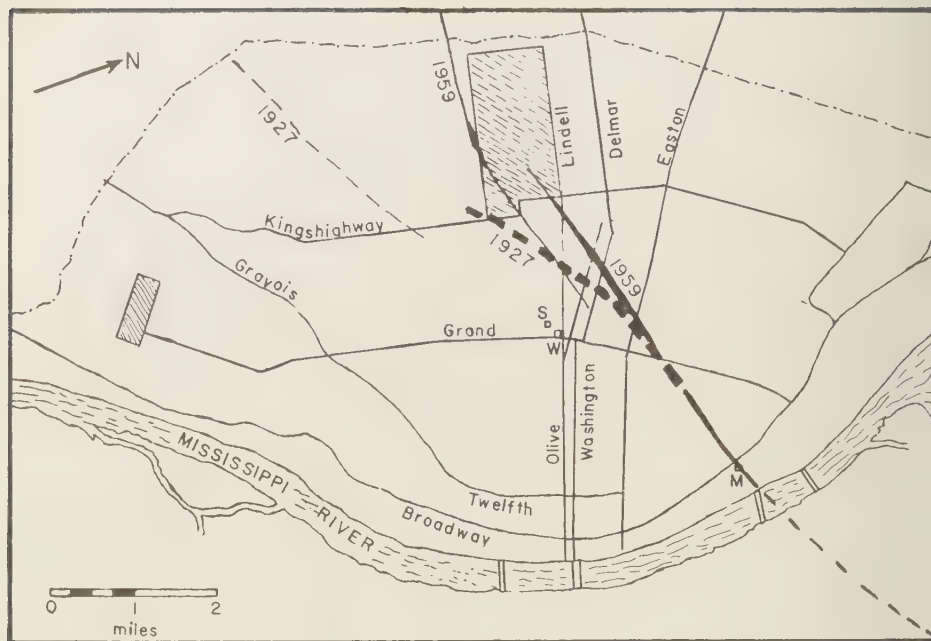 N
1959
1927
Lindell
Delmar
Easton
Kingshighway
1927
1959
Gravois
S
Grand
W
Olive
Washington
M
Twelfth
Broadway
MISSISSIPPI
RIVER
0 1 2
miles